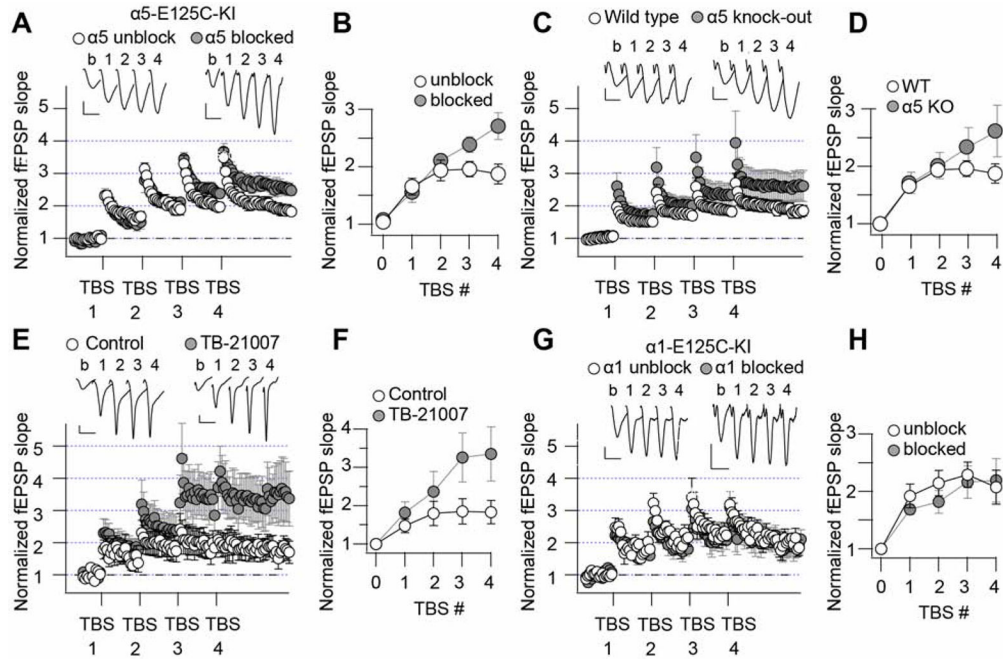 A
α5-E125C-KI
α5 unblock α5 blocked
b 1 2 3 4 b 1 2 3 4
Normalized fEPSP slope
5
4
3
2
1
TBS TBS TBS TBS
1 2 3 4
B
unblock
blocked
Normalized fEPSP slope
3
2
1
0 1 2 3 4
TBS #
C
Wild type α5 knock-out
b 1 2 3 4 b 1 2 3 4
Normalized fEPSP slope
5
4
3
2
1
TBS TBS TBS TBS
1 2 3 4
D
WT
α5 KO
Normalized fEPSP slope
3
2
1
0 1 2 3 4
TBS #
E
Control TB-21007
b 1 2 3 4 b 1 2 3 4
Normalized fEPSP slope
5
4
3
2
1
TBS TBS TBS TBS
1 2 3 4
F
Control
TB-21007
Normalized fEPSP slope
4
3
2
1
0 1 2 3 4
TBS #
G
α1-E125C-KI
α1 unblock α1 blocked
b 1 2 3 4 b 1 2 3 4
Normalized fEPSP slope
5
4
3
2
1
TBS TBS TBS TBS
1 2 3 4
H
unblock
blocked
Normalized fEPSP slope
3
2
1
0 1 2 3 4
TBS #